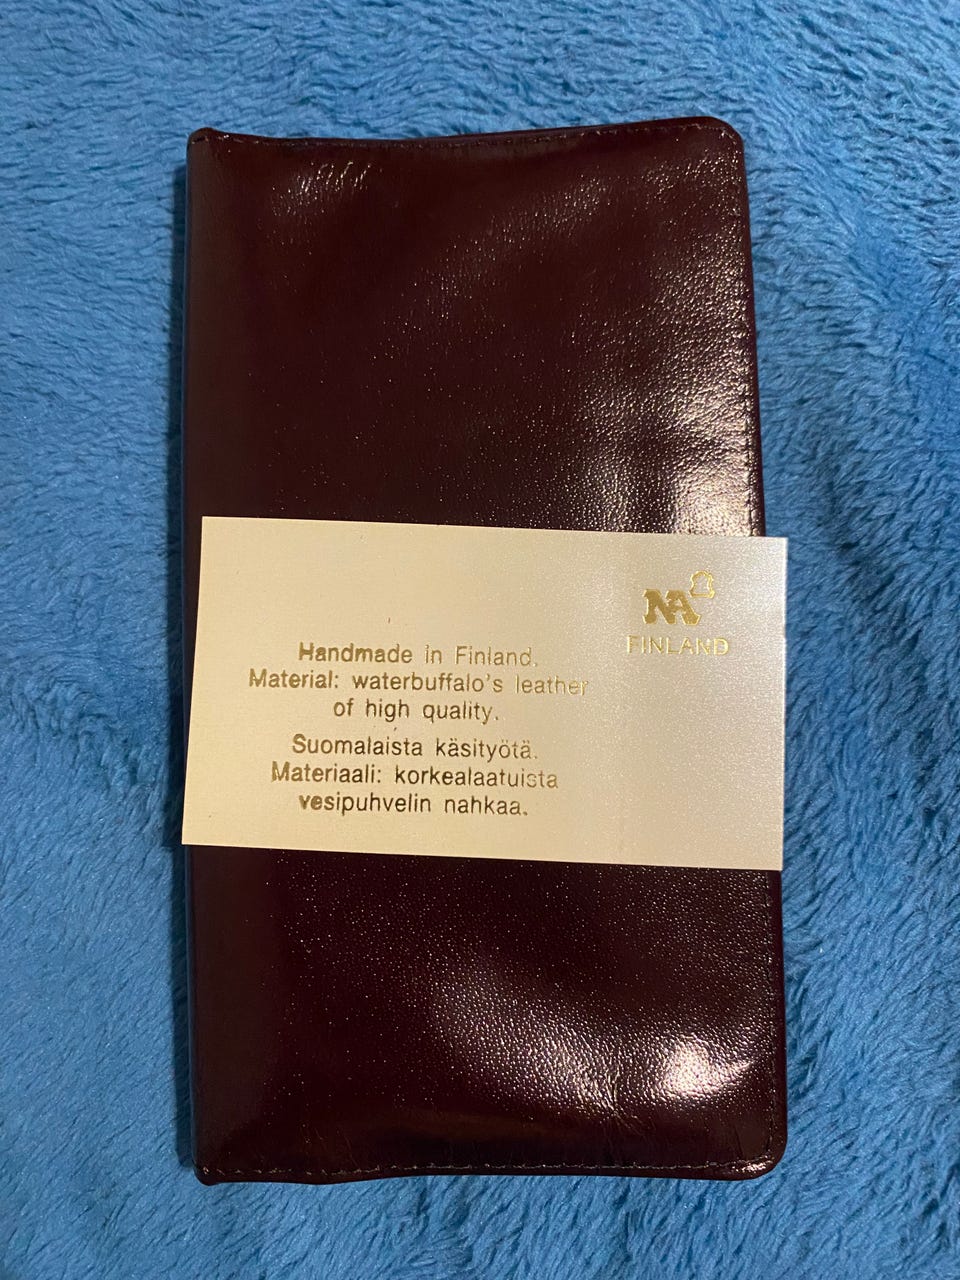 NA
FINLAND
Handmade in Finland.
Material: waterbuffalo's leather
of high quality.
Suomalaista käsityötä.
Materiaali: korkealaatuista
vesipuhvelin nahkaa.